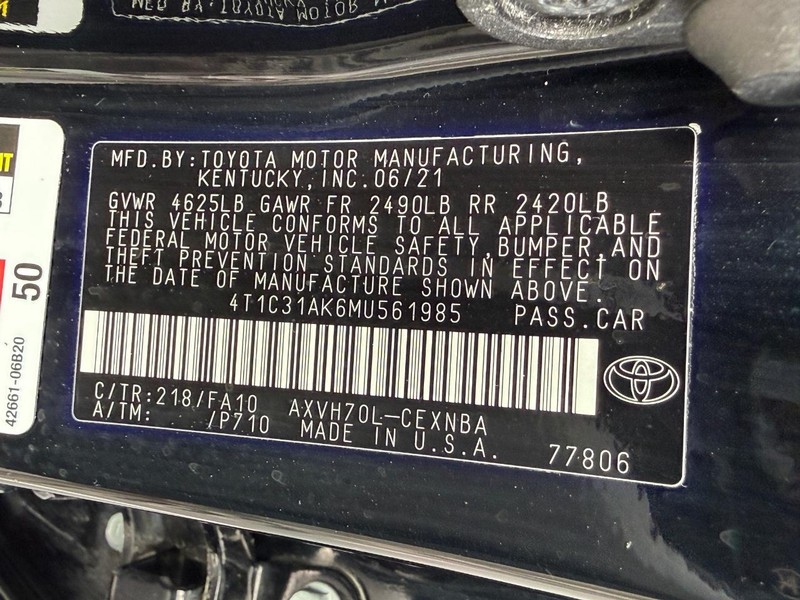 MFD.BY:TOYOTA MOTOR MANUFACTURING,
KENTUCKY,INC.06/21
GVWR 4625LB GAWR FR 2490LB RR 2420LB
THIS VEHICLE CONFORMS TO ALL APPLICABLE
FEDERAL MOTOR VEHICLE SAFETY,BUMPER,AND
THEFT PREVENTION STANDARDS IN EFFECT ON
THE DATE OF MANUFACTURE SHOWN ABOVE.
4T1C31AK6MU561985 PASS.CAR
C/TR:218/FA10 AXVH70L-CEXNBA
A/TM: /P710 MADE IN U.S.A.
77806
50
42661-06B20